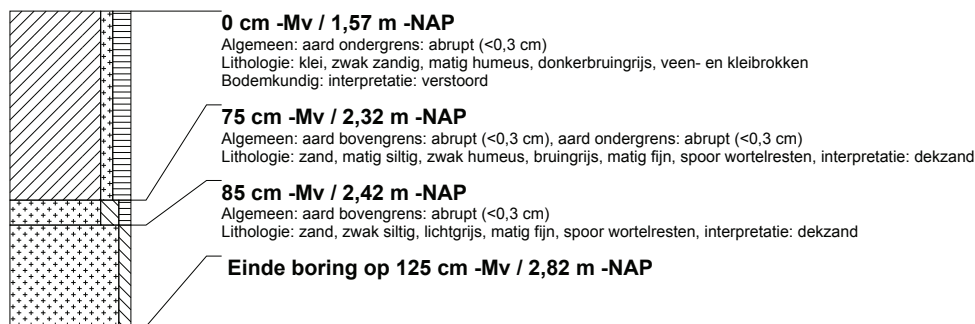 0 cm -Mv / 1,57 m -NAP
Algemeen: aard ondergrens: abrupt (<0,3 cm)
Lithologie: klei, zwak zandig, matig humeus, donkerbruingrijs, veen- en kleibrokken
Bodemkundig: interpretatie: verstoord
75 cm -Mv / 2,32 m -NAP
Algemeen: aard bovengrens: abrupt (<0,3 cm), aard ondergrens: abrupt (<0,3 cm)
Lithologie: zand, matig siltig, zwak humeus, bruingrijs, matig fijn, spoor wortelresten, interpretatie: dekzand
85 cm -Mv / 2,42 m -NAP
Algemeen: aard bovengrens: abrupt (<0,3 cm)
Lithologie: zand, zwak siltig, lichtgrijs, matig fijn, spoor wortelresten, interpretatie: dekzand
Einde boring op 125 cm -Mv / 2,82 m -NAP